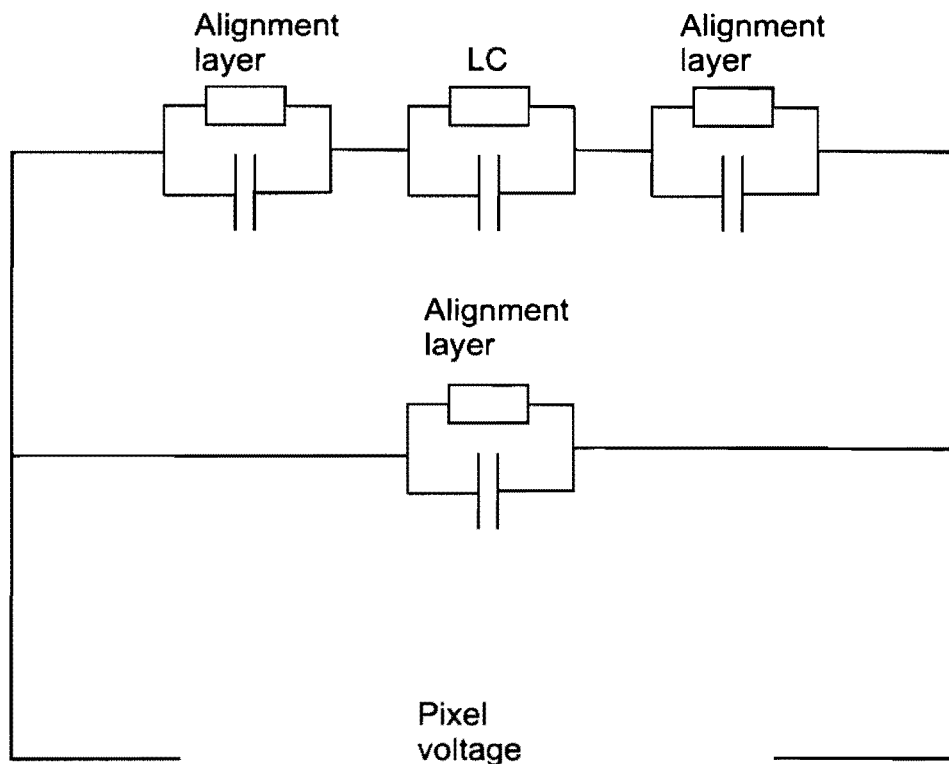 Alignment
layer
LC
Alignment
layer
Alignment
layer
Pixel
voltage